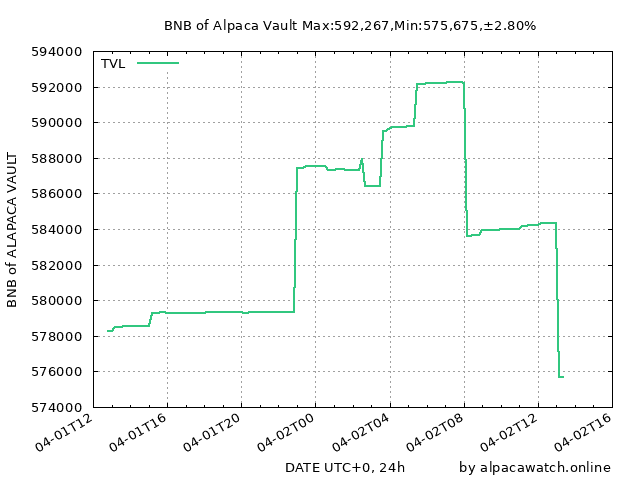 BNB of Alpaca Vault Max:592,267,Min:575,675,±2.80%
594000
TVL
592000
590000
588000
586000
584000
582000
580000
578000
576000
574000
BNB of ALAPACA VAULT
04-01T12
04-01T16
04-01T20
04-02T00
04-02T04
04-02T08
04-02T12
04-02T16
DATE UTC+0, 24h
by alpacawatch.online